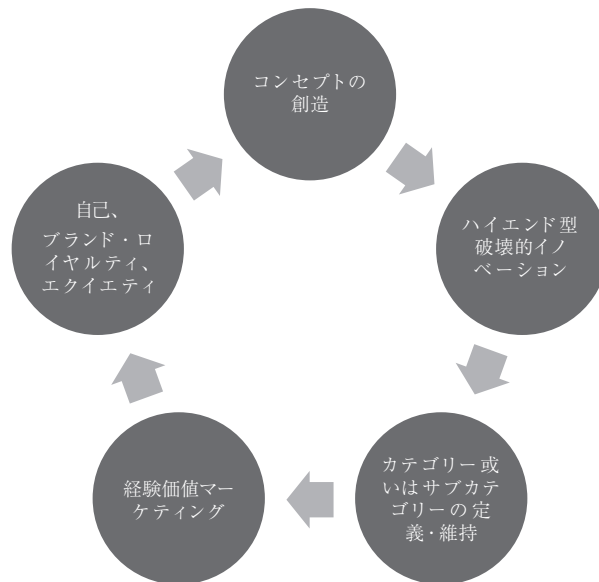 コンセプトの
創造
ハイエンド型
破壊的イノ
ベーション
カテゴリー或
いはサブカテ
ゴリーの定
義・維持
経験価値マー
ケティング
自己、
ブランド・ロ
イヤルティ、
エクイエティ